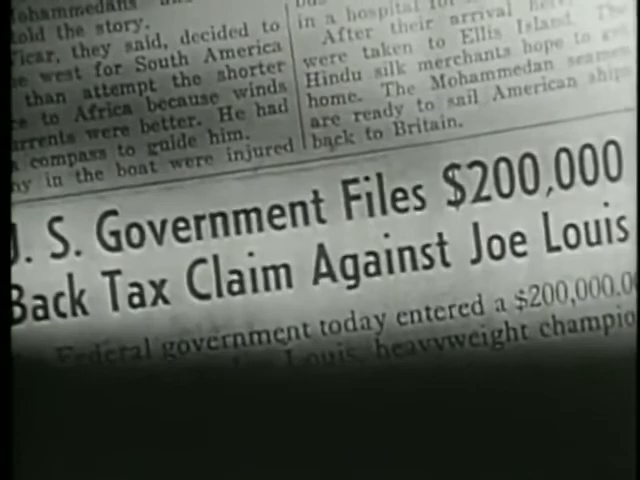 told the story.
they said, decided to
west for South America
than attempt the shorter
to Africa because winds
were better. He had
compass to guide him.
in the boat were injured
in a hospital
After their arrival
were taken to Ellis Island. The
Hindu silk merchants hope to get
home. The Mohammedan seamen
are ready to sail American ships
back to Britain.
. S. Government Files $200,000
Back Tax Claim Against Joe Louis
Federal government today entered a $200,000.0
Louis, heavyweight champio